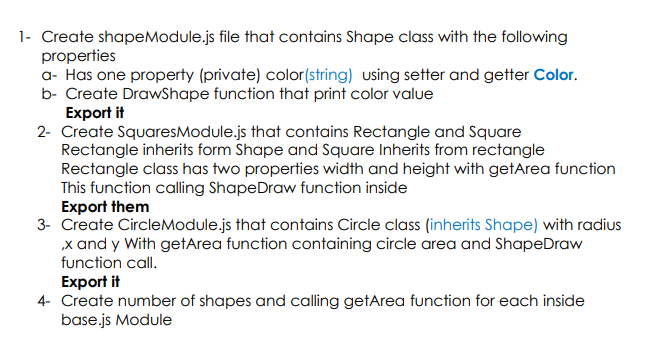 1- Create shapeModule.js file that contains Shape class with the following
properties
a- Has one property (private) color(string) using setter and getter Color.
b- Create DrawShape function that print color value
Export it
2- Create SquaresModule.js that contains Rectangle and Square
Rectangle inherits form Shape and Square Inherits from rectangle
Rectangle class has two properties width and height with getArea function
This function calling ShapeDraw function inside
Export them
3- Create CircleModule.js that contains Circle class (inherits Shape) with radius
,x and y With getArea function containing circle area and ShapeDraw
function call.
Export it
4- Create number of shapes and calling getArea function for each inside
base.js Module